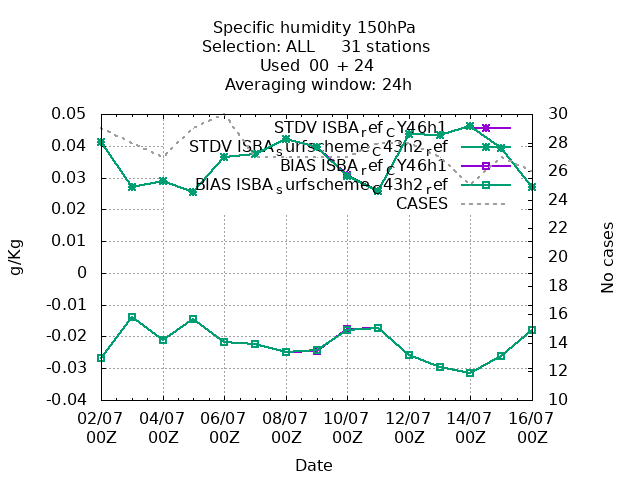 Specific humidity 150hPa
Selection: ALL 31 stations
Used 00 + 24
Averaging window: 24h
0.05
0.04
0.03
0.02
0.01
0
-0.01
-0.02
-0.03
-0.04
g/Kg
30
28
26
24
22
20
18
16
14
12
10
No cases
STDV ISBA_ref_CY46h1
STDV ISBA_surfscheme_C43h2_ref
BIAS ISBA_ref_CY46h1
BIAS ISBA_surfscheme_C43h2_ref
CASES
02/07 04/07 06/07 08/07 10/07 12/07 14/07 16/07
00Z 00Z 00Z 00Z 00Z 00Z 00Z 00Z
Date